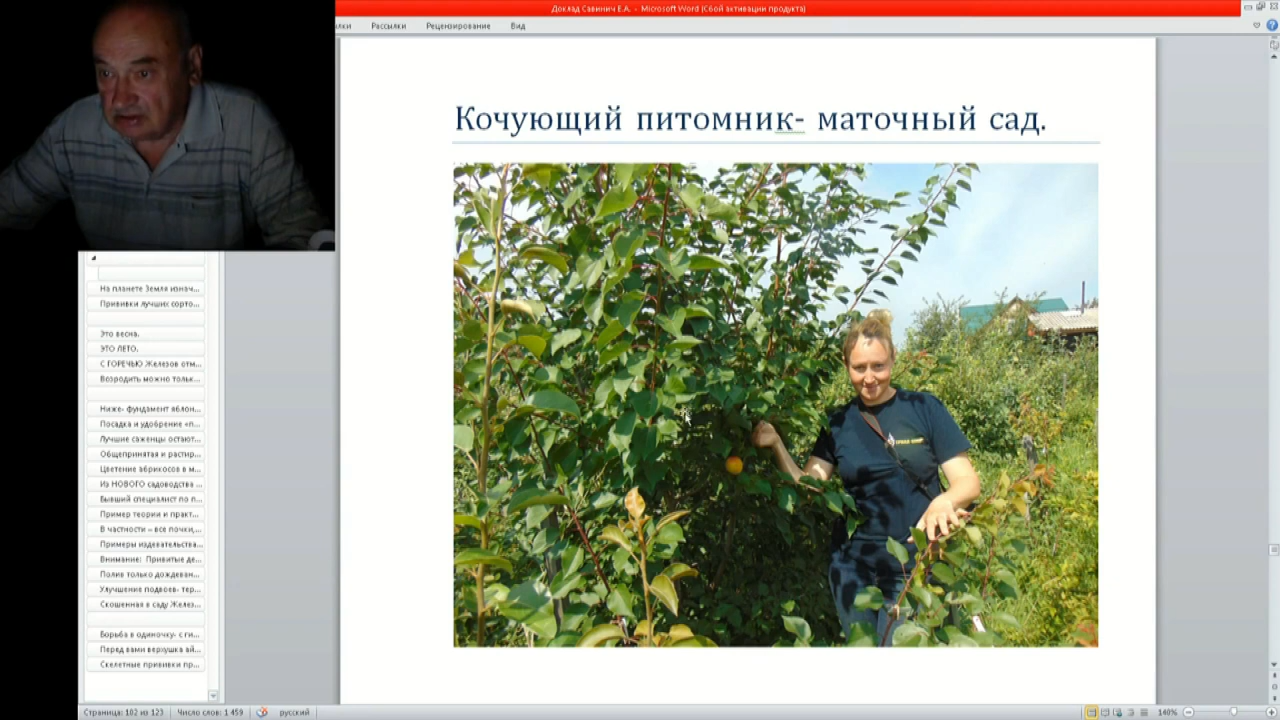 Доклад Савинич Е.А. - Microsoft Word (Сбой активации продукта)
Рассылки Рецензирование Вид
Кочующий питомник- маточный сад.
На планете Земля изнач...
Прививки лучших сорто...
Это весна.
ЭТО ЛЕТО.
С ГОРЕЧЬЮ Железов отм...
Возродить можно тольк...
Ниже- фундамент яблон...
Посадка и удобрение «п...
Лучшие саженцы остают...
Общепринятая и растир...
Цветение абрикосов в м...
Из НОВОГО садоводства ...
Бывший специалист по п...
Пример теории и практ...
В частности – все почки,...
Примеры издевательства...
Внимание: Привитые де...
Полив только дождеван...
Улучшение подвоев- тер...
Скошенная в саду Желез...
Борьба в одиночку- с ги...
Перед вами верхушка ай...
Скелетные прививки пр...
Страница: 102 из 123 Число слов: 1 459 русский 140%